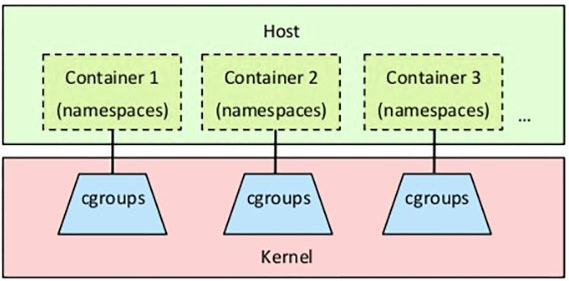 Host
Container 1
(namespaces)
Container 2
(namespaces)
Container 3
(namespaces)
...
cgroups
cgroups
cgroups
Kernel